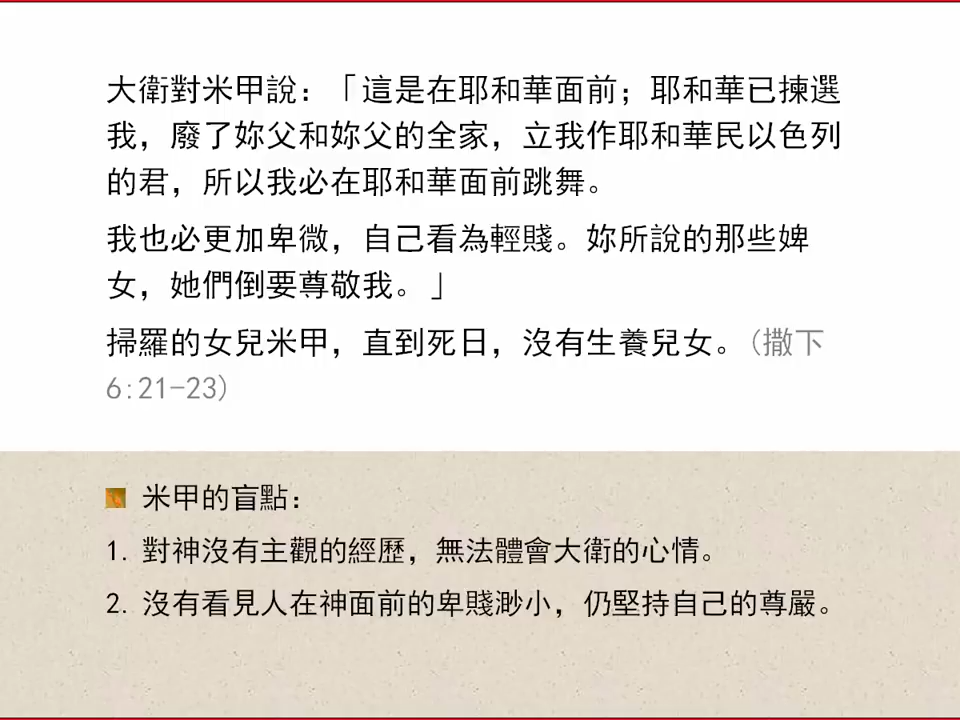 大衛對米甲說：「這是在耶和華面前；耶和華已揀選
我，廢了妳父和妳父的全家，立我作耶和華民以色列
的君，所以我必在耶和華面前跳舞。
我也必更加卑微，自己看為輕賤。妳所說的那些婢
女，她們倒要尊敬我。」
掃羅的女兒米甲，直到死日，沒有生養兒女。(撒下
6:21-23)
米甲的盲點：
1. 對神沒有主觀的經歷，無法體會大衛的心情。
2. 沒有看見人在神面前的卑賤渺小，仍堅持自己的尊嚴。